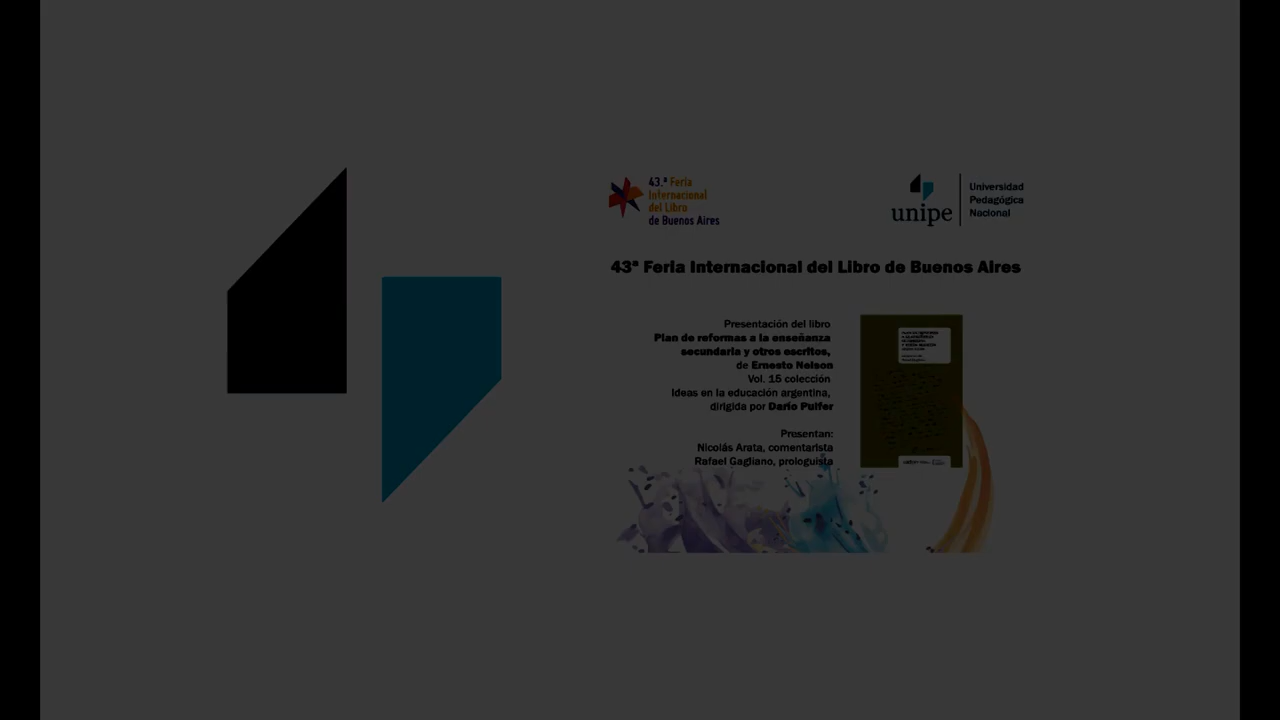 43.ª Feria
Internacional
del Libro
de Buenos Aires
unipe
Universidad
Pedagógica
Nacional
43ª Feria Internacional del Libro de Buenos Aires
Presentación del libro
Plan de reformas a la enseñanza
secundaria y otros escritos,
de Ernesto Nelson
Vol. 15 colección
Ideas en la educación argentina,
dirigida por Darío Pulfer
Presentan:
Nicolás Arata, comentarista
Rafael Gagliano, prologuista